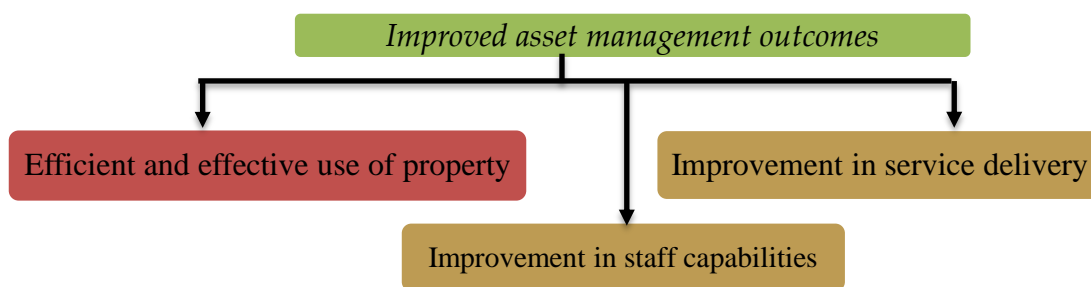 Improved asset management outcomes
Efficient and effective use of property
Improvement in service delivery
Improvement in staff capabilities